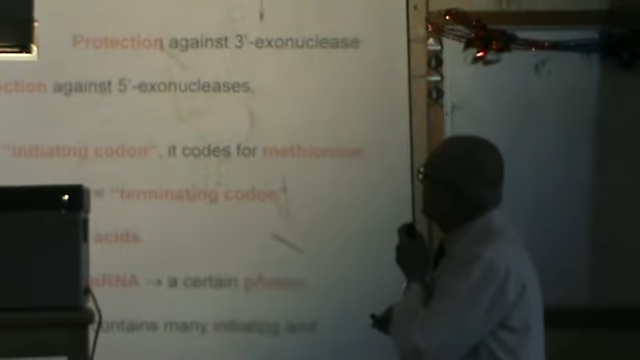 Protection against 3'-exonuclease
ction against 5'-exonucleases
"initiating codon", it codes for methionine
= "terminating codon"
acids
mRNA → a certain
ontains many initiating and